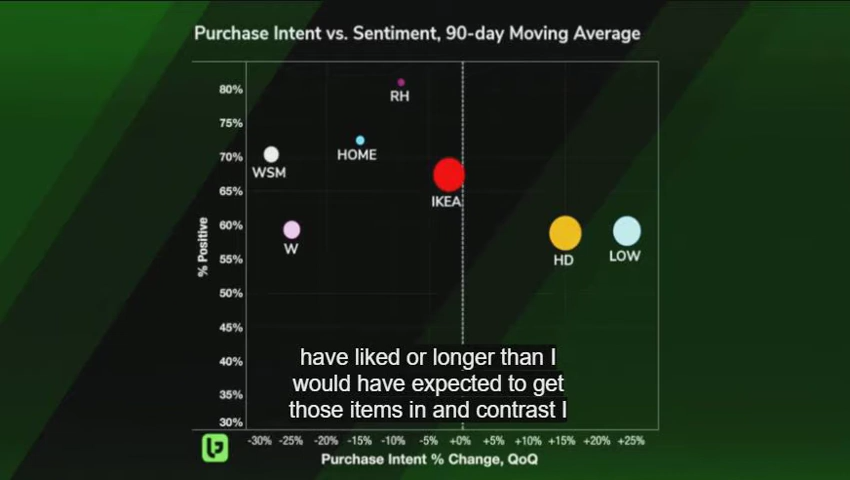 Purchase Intent vs. Sentiment, 90-day Moving Average
80%
75%
70%
65%
60%
55%
50%
45%
40%
35%
30%
% Positive
RH
HOME
WSM
IKEA
W
HD
LOW
have liked or longer than I
would have expected to get
those items in and contrast I
-30% -25% -20% -15% -10% -5% +0% +5% +10% +15% +20% +25%
Purchase Intent % Change, QoQ